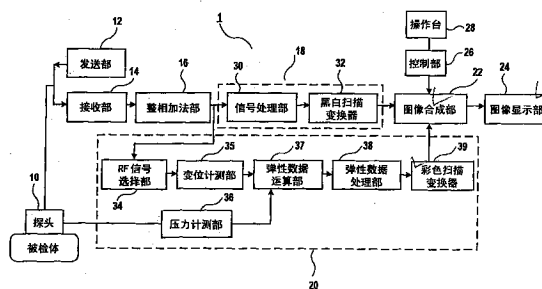 操作台
28
12
1
18
控制部
26
发送部
14
16
30
32
22
24
接收部
整相加法部
信号处理部
黑白扫描
变换器
图像合成部
图像显示部
35
37
38
39
RF信号
选择部
变位计测部
弹性数据
运算部
弹性数据
处理部
彩色扫描
变换器
34
36
10
探头
压力计测部
被检体
20